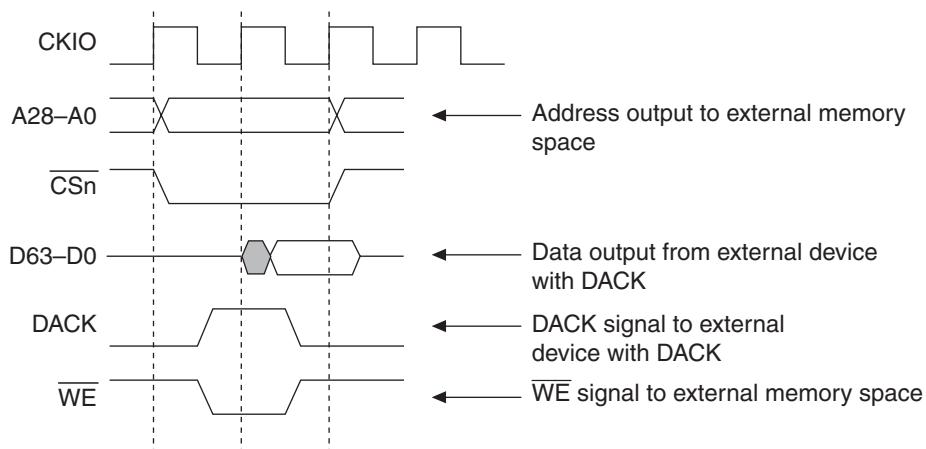 CKIO
A28–A0
Address output to external memory
space
CSn
D63–D0
Data output from external device
with DACK
DACK
DACK signal to external
device with DACK
WE
WE signal to external memory space